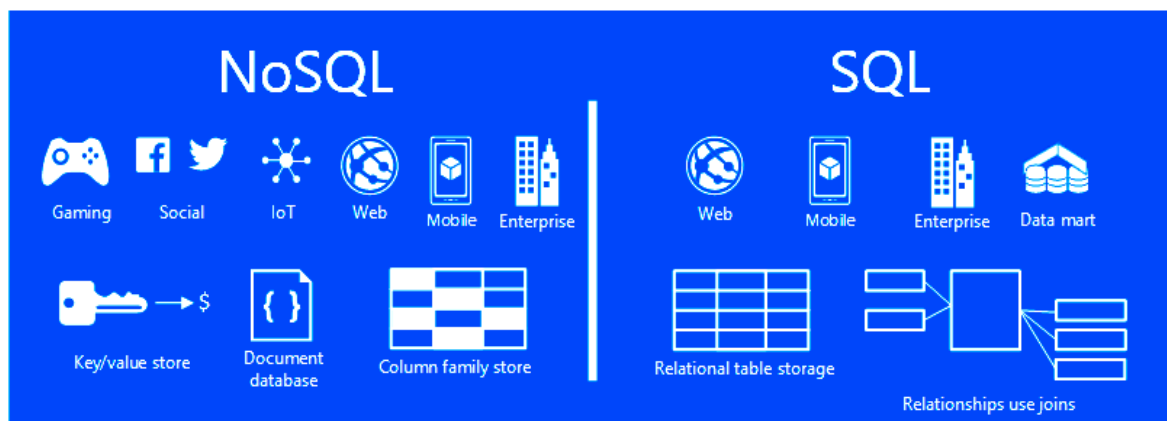 NoSQL
SQL
Gaming
Social
IoT
Web
Mobile
Enterprise
Web
Mobile
Enterprise
Data mart
$
{ }
Key/value store
Document
database
Column family store
Relational table storage
Relationships use joins